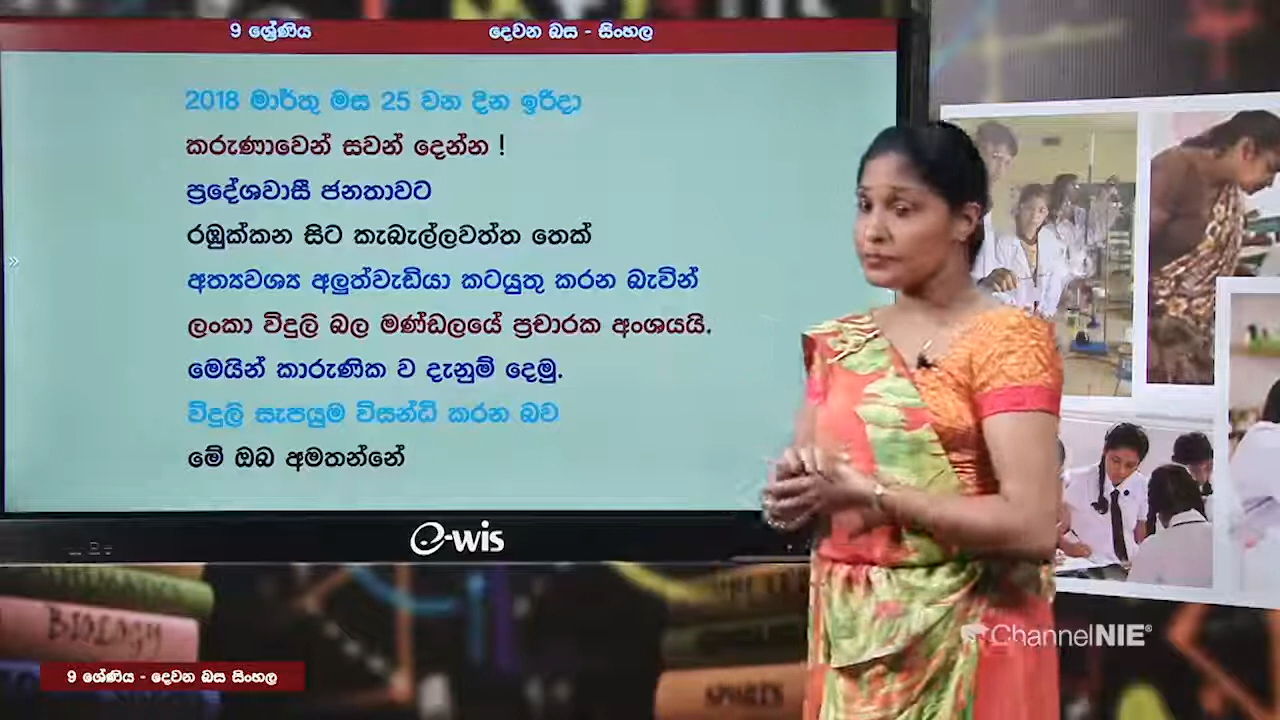 9 ශ්‍රේණිය
දෙවන බස - සිංහල
2018 මාර්තු මස 25 වන දින ඉරිදා
කරුණාවෙන් සවන් දෙන්න !
ප්‍රදේශවාසී ජනතාවට
රඹුක්කන සිට කැබැල්ලවත්ත තෙක්
අත්‍යවශ්‍ය අලුත්වැඩියා කටයුතු කරන බැවින්
ලංකා විදුලි බල මණ්ඩලයේ ප්‍රචාරක අංශයයි.
මෙයින් කාරුණික ව දැනුම් දෙමු.
විදුලි සැපයුම විසන්ධි කරන බව
මේ ඔබ අමතන්නේ
e-wis
BIOLOGY
SPORTS
ChannelNIE®
9 ශ්‍රේණිය - දෙවන බස සිංහල